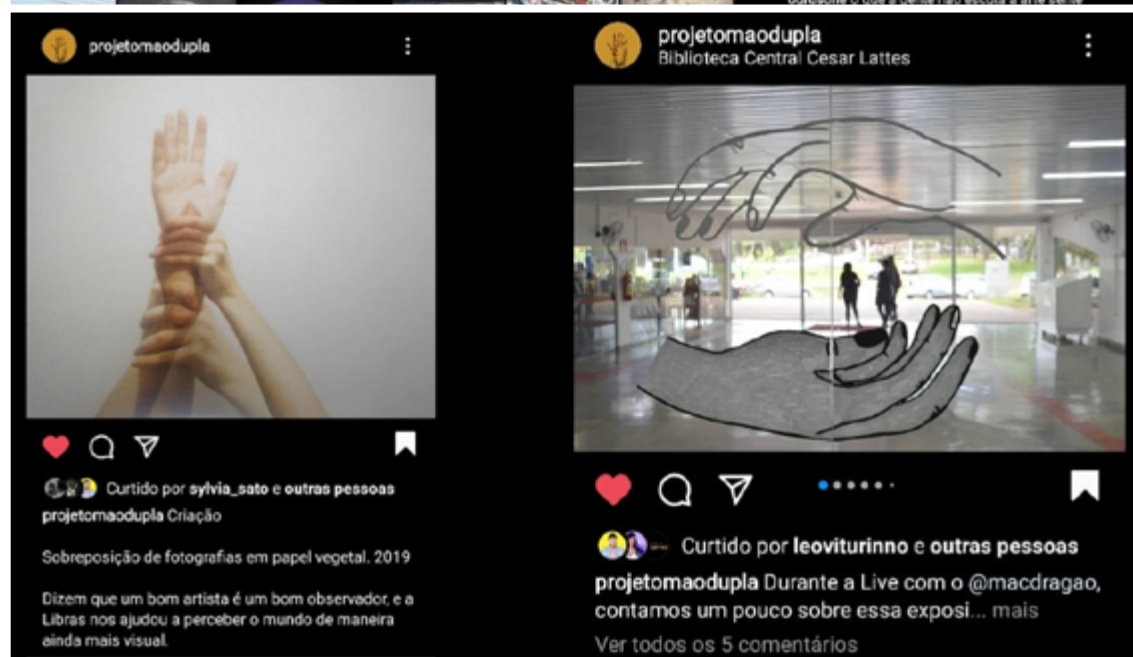 projetomaodupla
Curtido por sylvia_sato e outras pessoas
projetomaodupla Criação
Sobreposição de fotografias em papel vegetal. 2019
Dizem que um bom artista é um bom observador, e a
Libras nos ajudou a perceber o mundo de maneira
ainda mais visual.
projetomaodupla
Biblioteca Central Cesar Lattes
Curtido por leoviturinno e outras pessoas
projetomaodupla Durante a Live com o @macdragao,
contamos um pouco sobre essa exposi... mais
Ver todos os 5 comentários